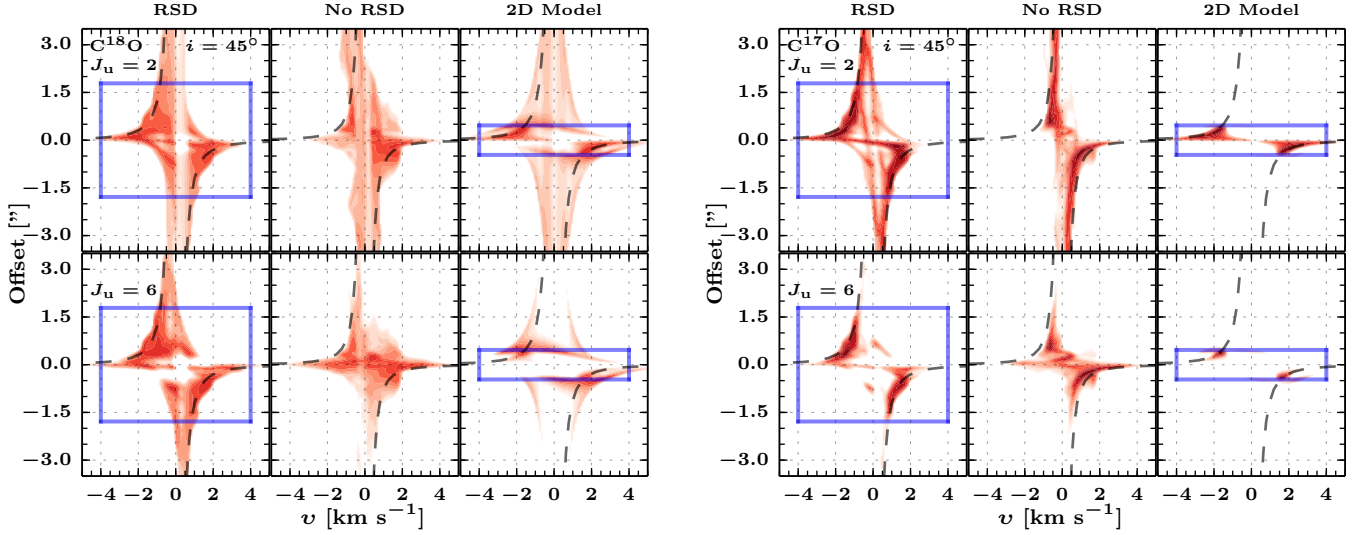 RSD No RSD 2D Model RSD No RSD 2D Model
C¹⁸O i = 45° C¹⁷O i = 45°
Jᵤ = 2 Jᵤ = 2
3.0 3.0
1.5 1.5
0.0 0.0
−1.5 −1.5
−3.0 −3.0
Offset ["] Offset ["]
Jᵤ = 6 Jᵤ = 6
3.0 3.0
1.5 1.5
0.0 0.0
−1.5 −1.5
−3.0 −3.0
−4 −2 0 2 4 −4 −2 0 2 4 −4 −2 0 2 4 −4 −2 0 2 4 −4 −2 0 2 4 −4 −2 0 2 4
v [km s⁻¹] v [km s⁻¹]